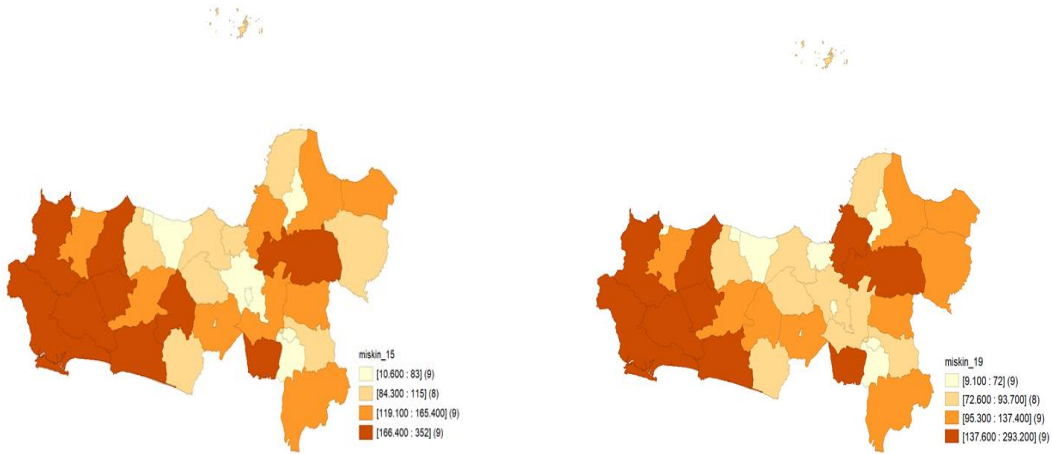 miskin_15
[10.600 : 83] (9)
[84.300 : 115] (8)
[119.100 : 165.400] (9)
[166.400 : 352] (9)
miskin_19
[9.100 : 72] (9)
[72.600 : 93.700] (8)
[95.300 : 137.400] (9)
[137.600 : 293.200] (9)